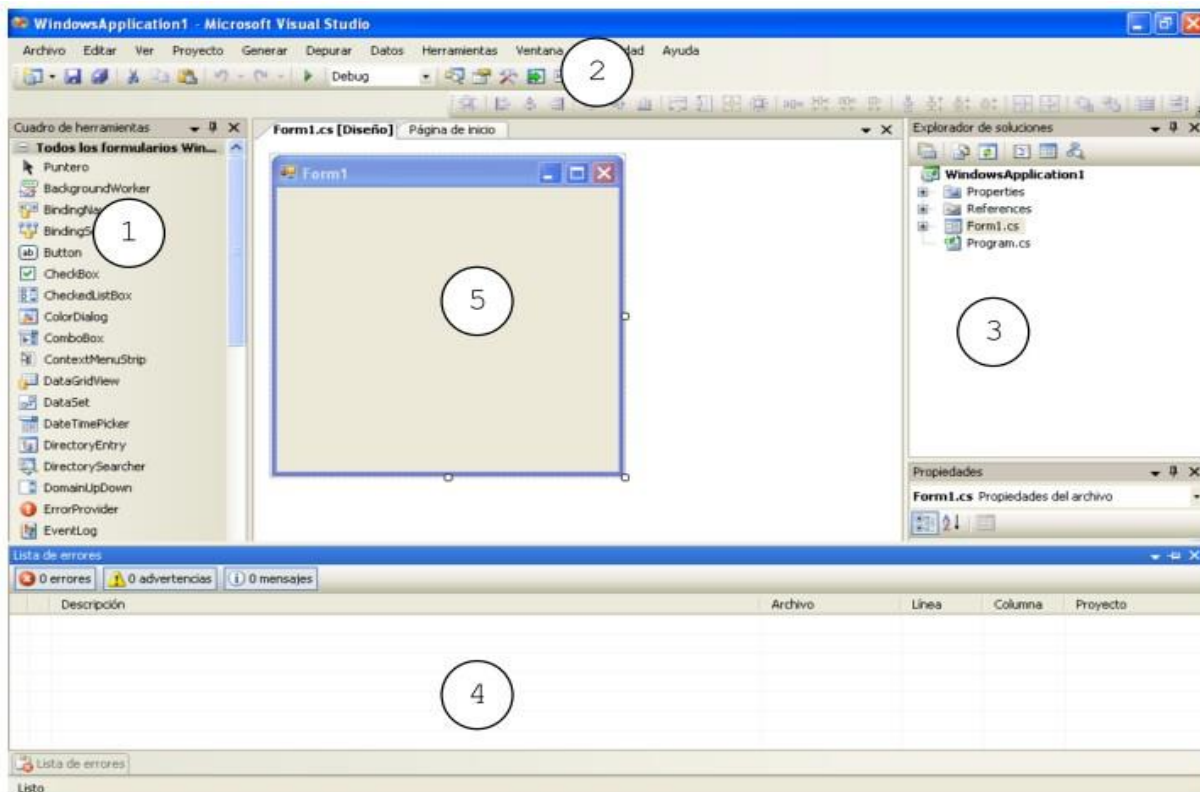 WindowsApplication1 - Microsoft Visual Studio
Archivo Editar Ver Proyecto Generar Depurar Datos Herramientas Ventana dad Ayuda
Debug
2
Cuadro de herramientas
Todos los formularios Win...
Puntero
BackgroundWorker
BindingNa
BindingS
1
Button
CheckBox
CheckedListBox
ColorDialog
ComboBox
ContextMenuStrip
DataGridView
DataSet
DateTimePicker
DirectoryEntry
DirectorySearcher
DomainUpDown
ErrorProvider
EventLog
Form1.cs [Diseño] Página de inicio
Form1
5
Explorador de soluciones
WindowsApplication1
Properties
References
Form1.cs
Program.cs
3
Propiedades
Form1.cs Propiedades del archivo
Lista de errores
0 errores 0 advertencias 0 mensajes
Descripción Archivo Línea Columna Proyecto
4
Lista de errores
Listo